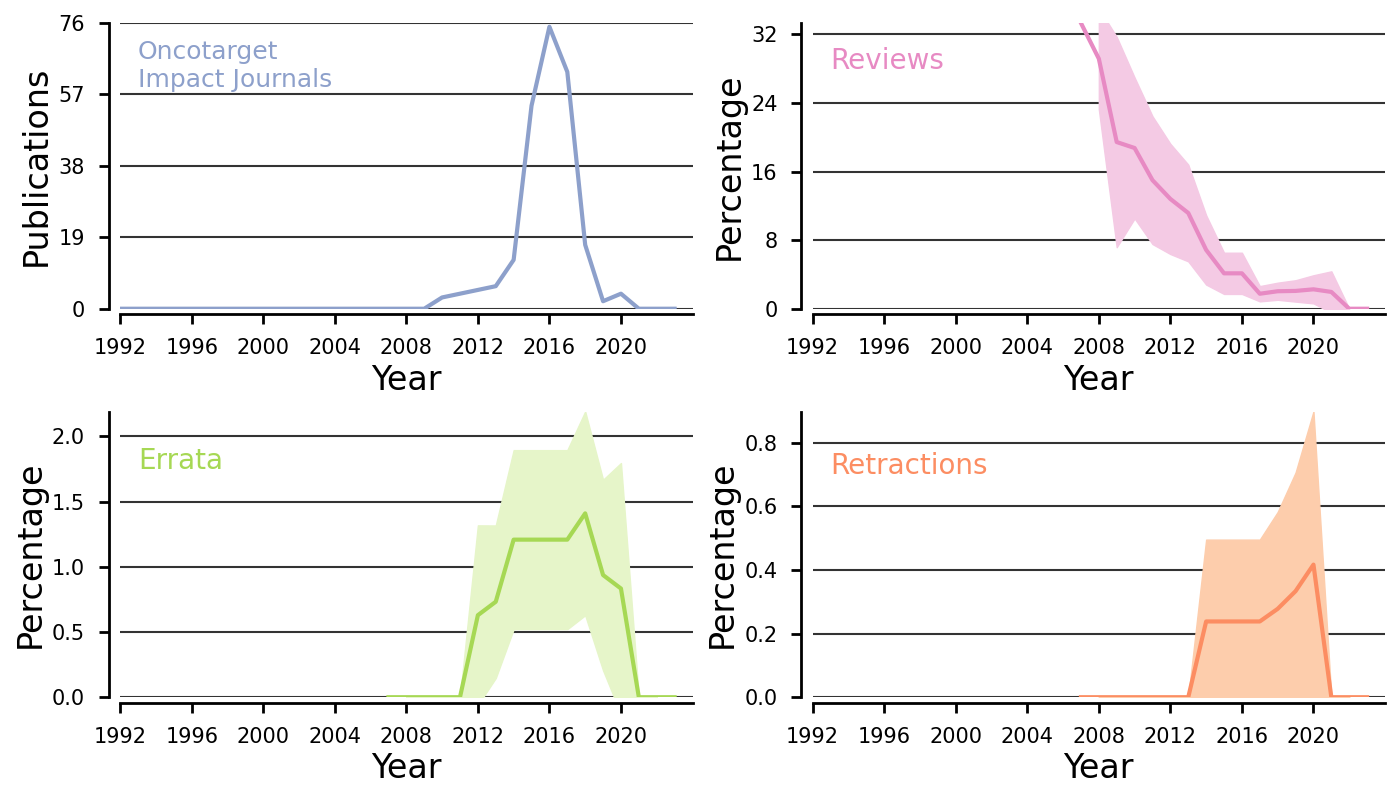 Publications
76
57
38
19
0
Oncotarget
Impact Journals
1992 1996 2000 2004 2008 2012 2016 2020
Year
Percentage
32
24
16
8
0
Reviews
1992 1996 2000 2004 2008 2012 2016 2020
Year
Percentage
2.0
1.5
1.0
0.5
0.0
Errata
1992 1996 2000 2004 2008 2012 2016 2020
Year
Percentage
0.8
0.6
0.4
0.2
0.0
Retractions
1992 1996 2000 2004 2008 2012 2016 2020
Year